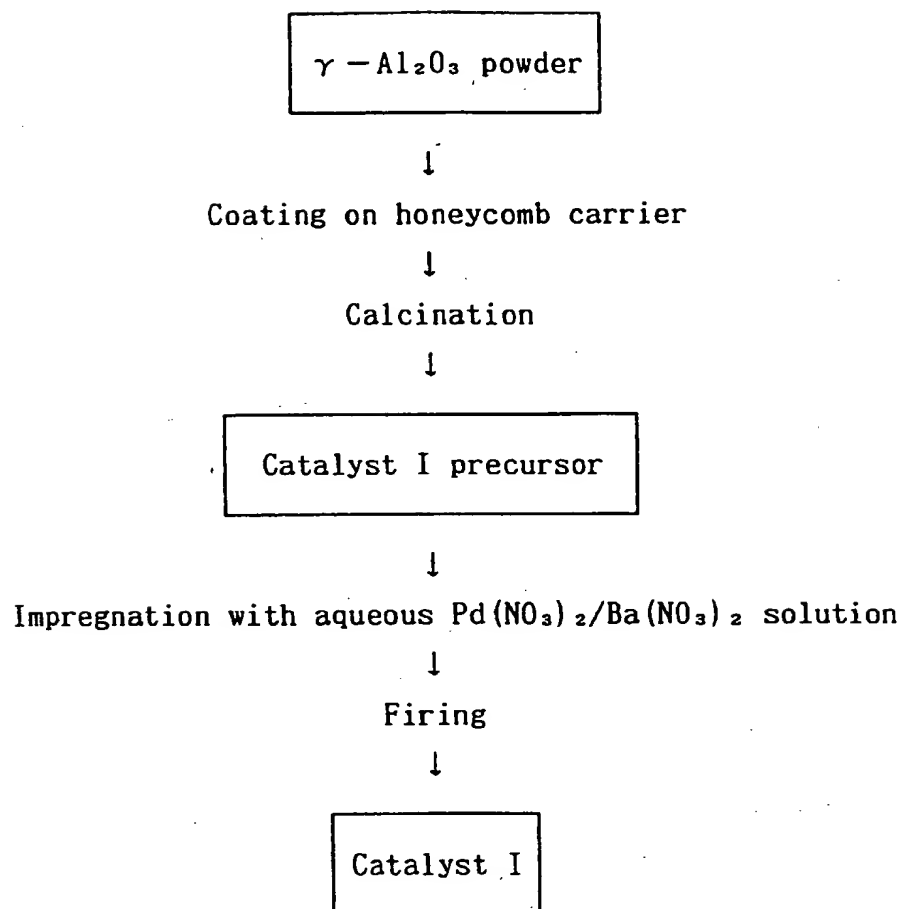 γ-Al₂O₃ powder
↓
Coating on honeycomb carrier
↓
Calcination
↓
Catalyst I precursor
↓
Impregnation with aqueous Pd(NO₃)₂/Ba(NO₃)₂ solution
↓
Firing
↓
Catalyst I